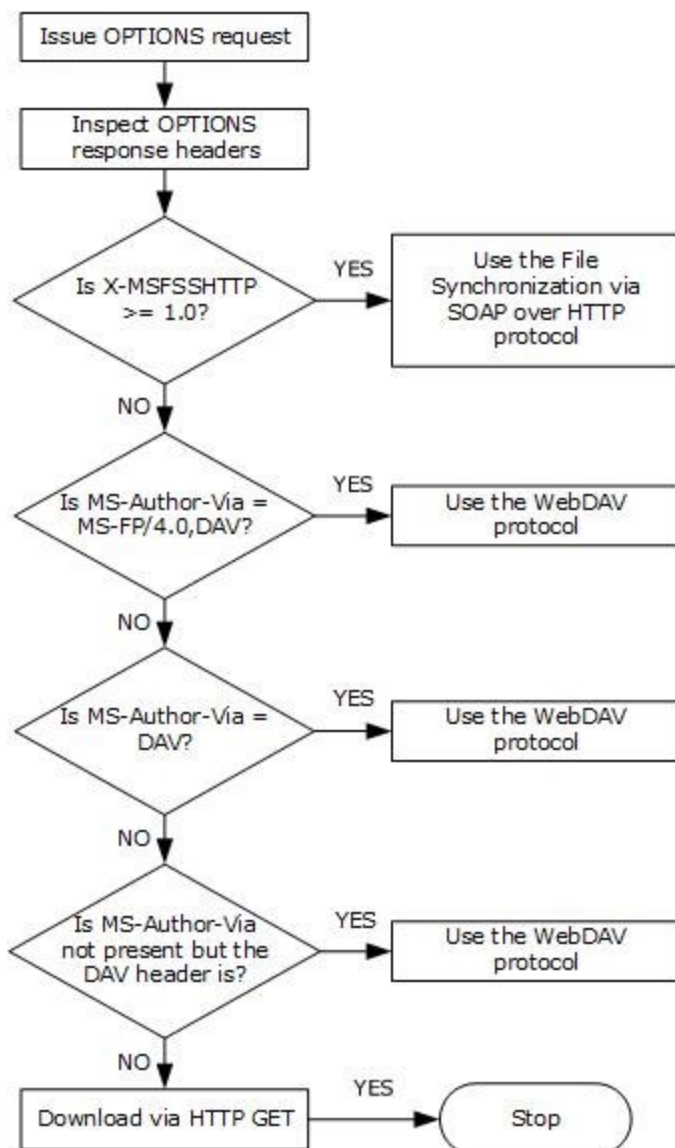 Issue OPTIONS request
Inspect OPTIONS
response headers
Is X-MSFSSHTTP
>= 1.0?
YES
Use the File
Synchronization via
SOAP over HTTP
protocol
NO
Is MS-Author-Via =
MS-FP/4.0,DAV?
YES
Use the WebDAV
protocol
NO
Is MS-Author-Via =
DAV?
YES
Use the WebDAV
protocol
NO
Is MS-Author-Via
not present but the
DAV header is?
YES
Use the WebDAV
protocol
NO
Download via HTTP GET
YES
Stop